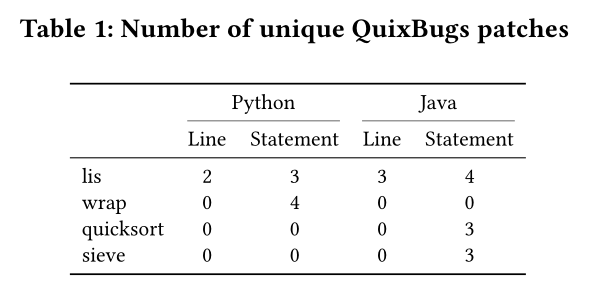 Table 1: Number of unique QuixBugs patches
Python Java
Line Statement Line Statement
lis 2 3 3 4
wrap 0 4 0 0
quicksort 0 0 0 3
sieve 0 0 0 3